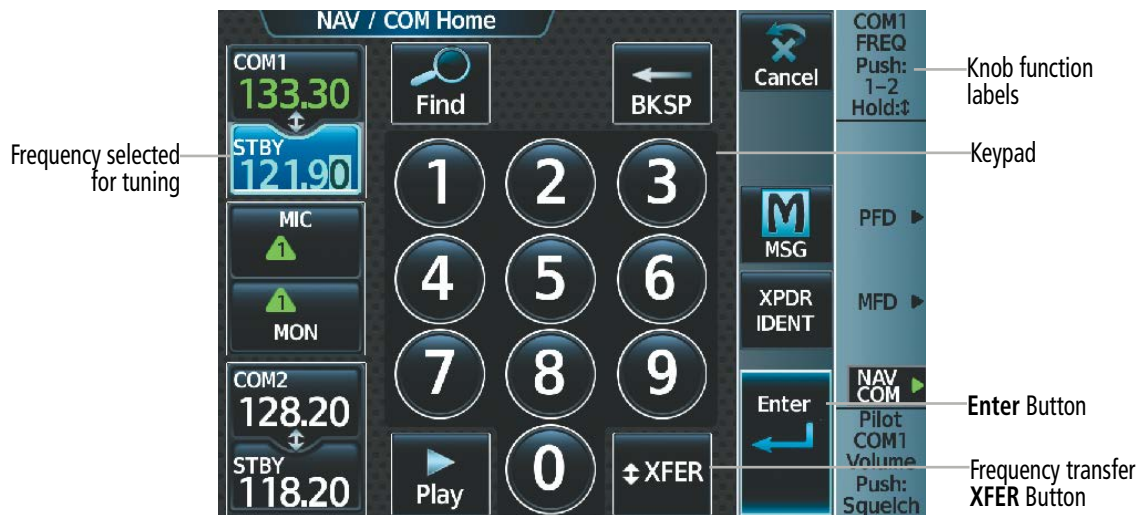 NAV / COM Home
COM1
133.30
STBY
121.90
MIC
1
1
MON
COM2
128.20
STBY
118.20
Find
BKSP
1 2 3
4 5 6
7 8 9
Play
0
XFER
Cancel
M
MSG
XPDR
IDENT
Enter
COM1
FREQ
Push:
1–2
Hold:↕
PFD
MFD
NAV
COM
Pilot
COM1
Volume
Push:
Squelch
Frequency selected
for tuning
Knob function
labels
Keypad
Enter Button
Frequency transfer
XFER Button